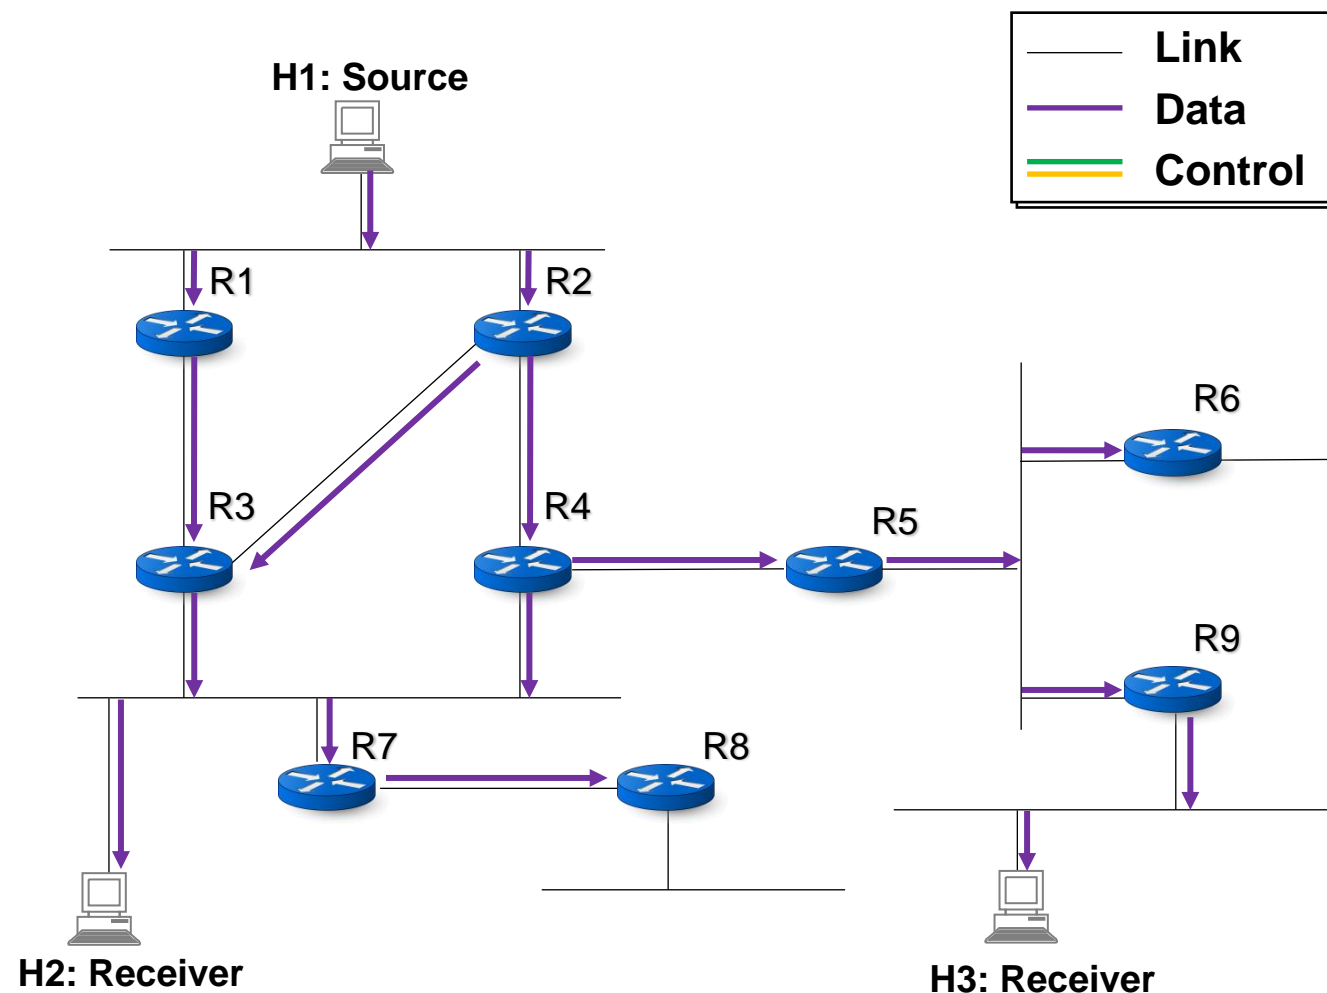 Link
H1: Source
Data
Control
R1
R2
R6
R3
R4
R5
R9
R7
R8
H2: Receiver
H3: Receiver